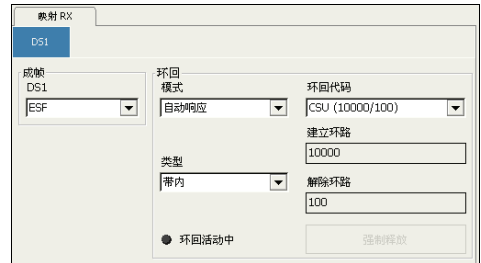 映射 RX
DS1
成帧
DS1
ESF
环回
模式
自动响应
环回代码
CSU (10000/100)
建立环路
10000
类型
带内
解除环路
100
环回活动中
强制释放